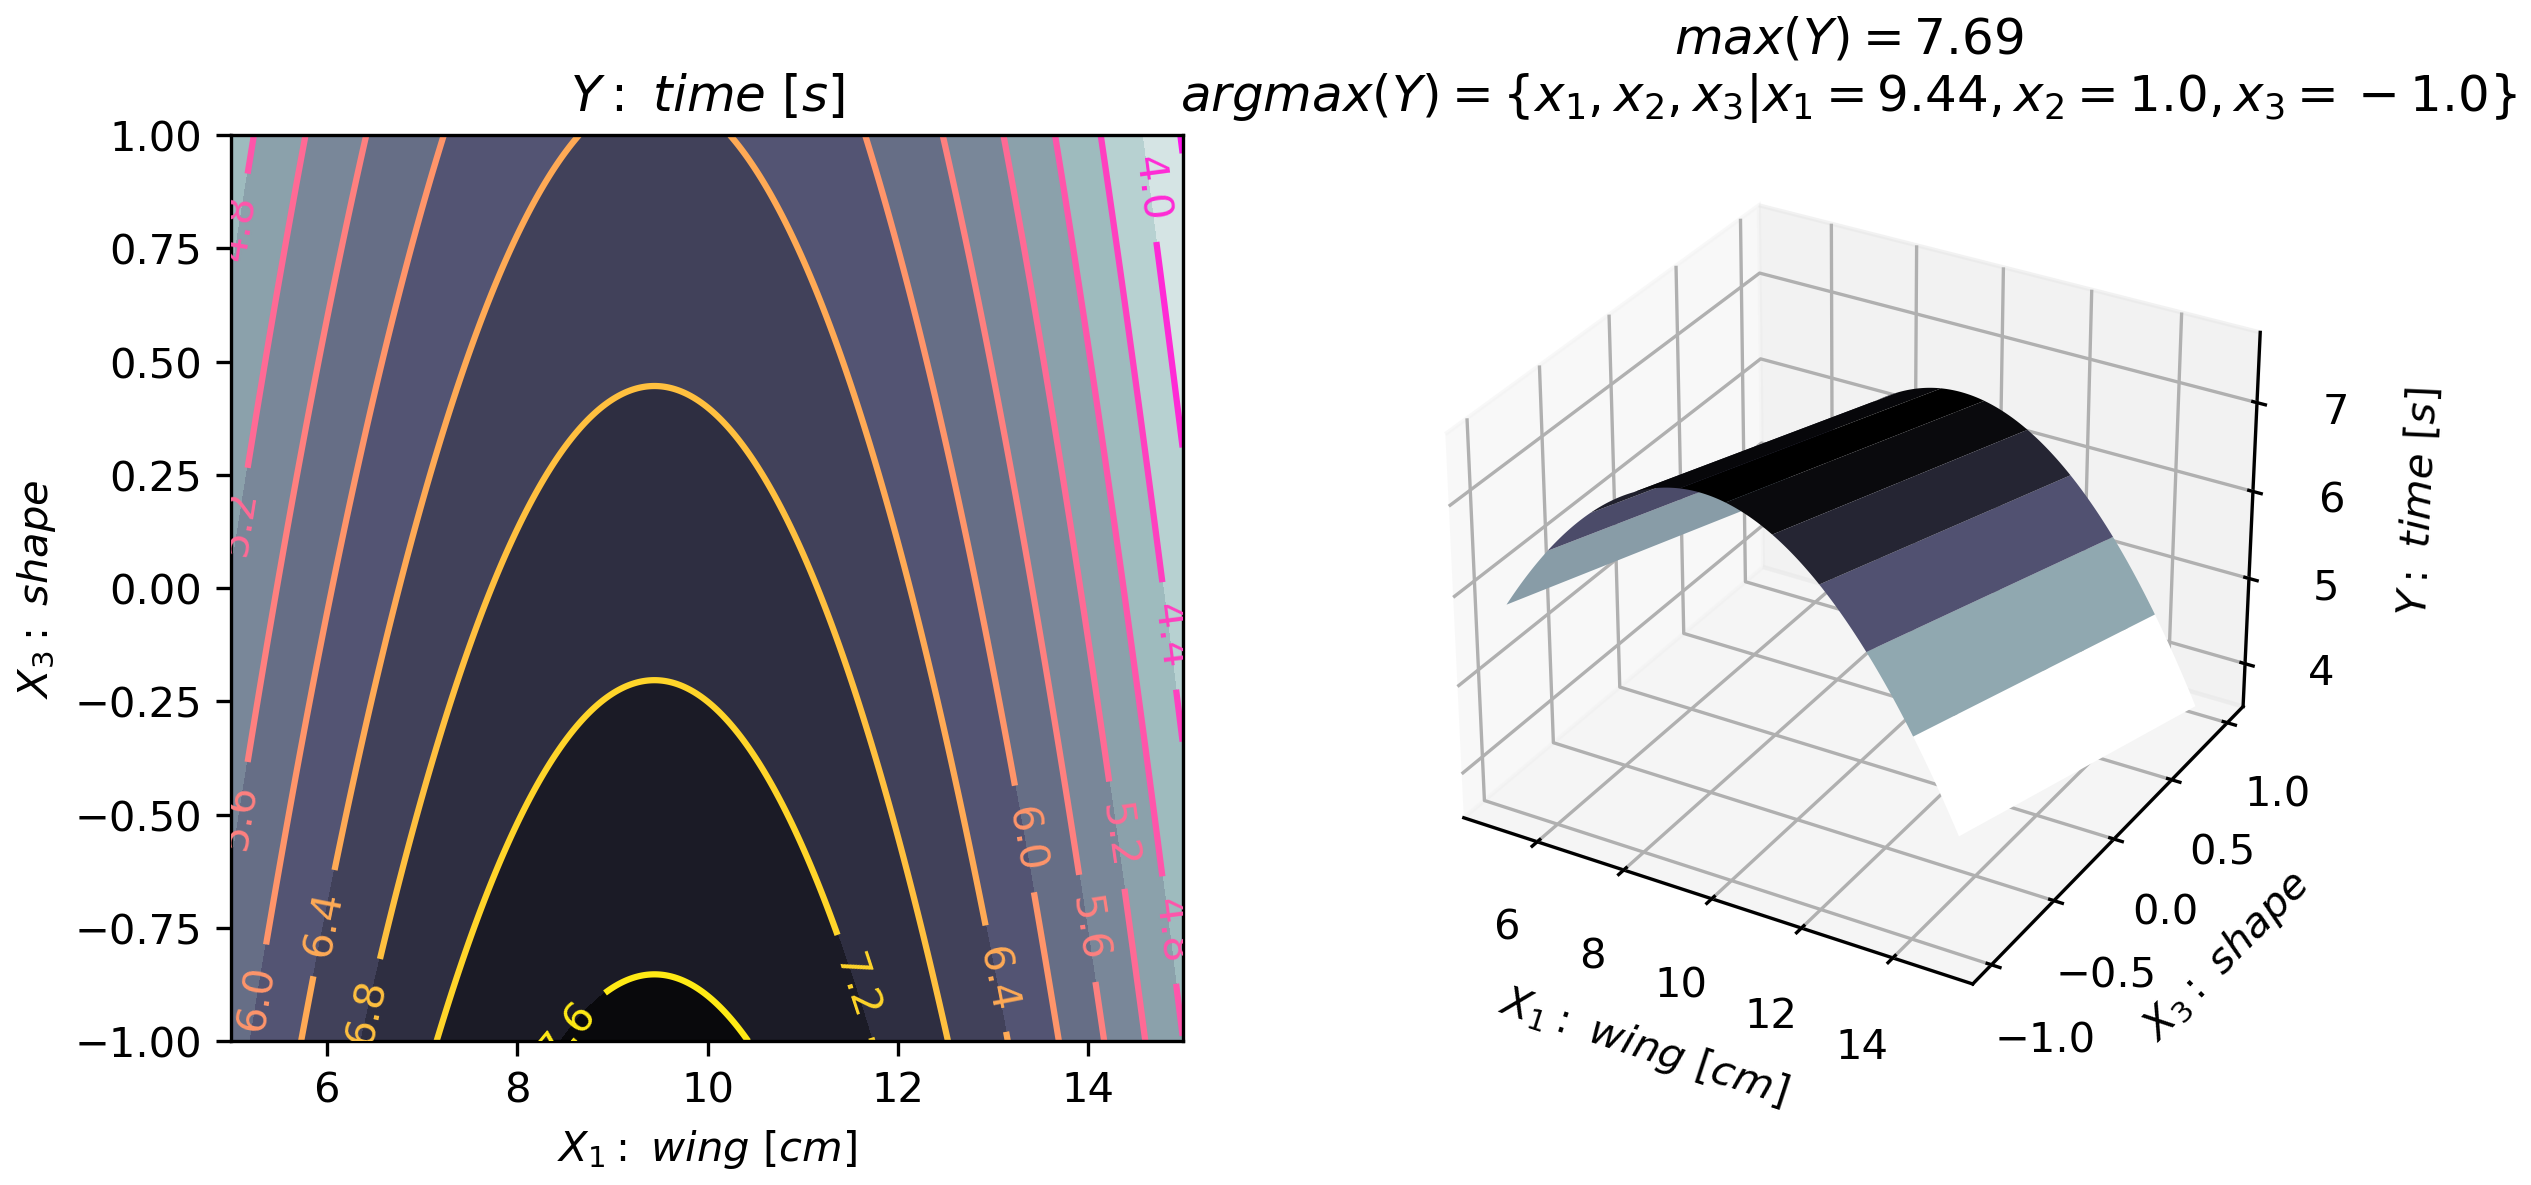 Y: time [s]
1.00
0.75
0.50
0.25
0.00
−0.25
−0.50
−0.75
−1.00
X₃: shape
6 8 10 12 14
X₁: wing [cm]
4.8
5.2
5.6
6.0
6.4
6.8
7.2
6.4
6.0
5.6
5.2
4.8
4.4
4.0
max(Y) = 7.69
argmax(Y) = {x₁, x₂, x₃|x₁ = 9.44, x₂ = 1.0, x₃ = −1.0}
7
6
5
4
Y: time [s]
6 8 10 12 14
X₁: wing [cm]
−1.0 −0.5 0.0 0.5 1.0
X₃: shape